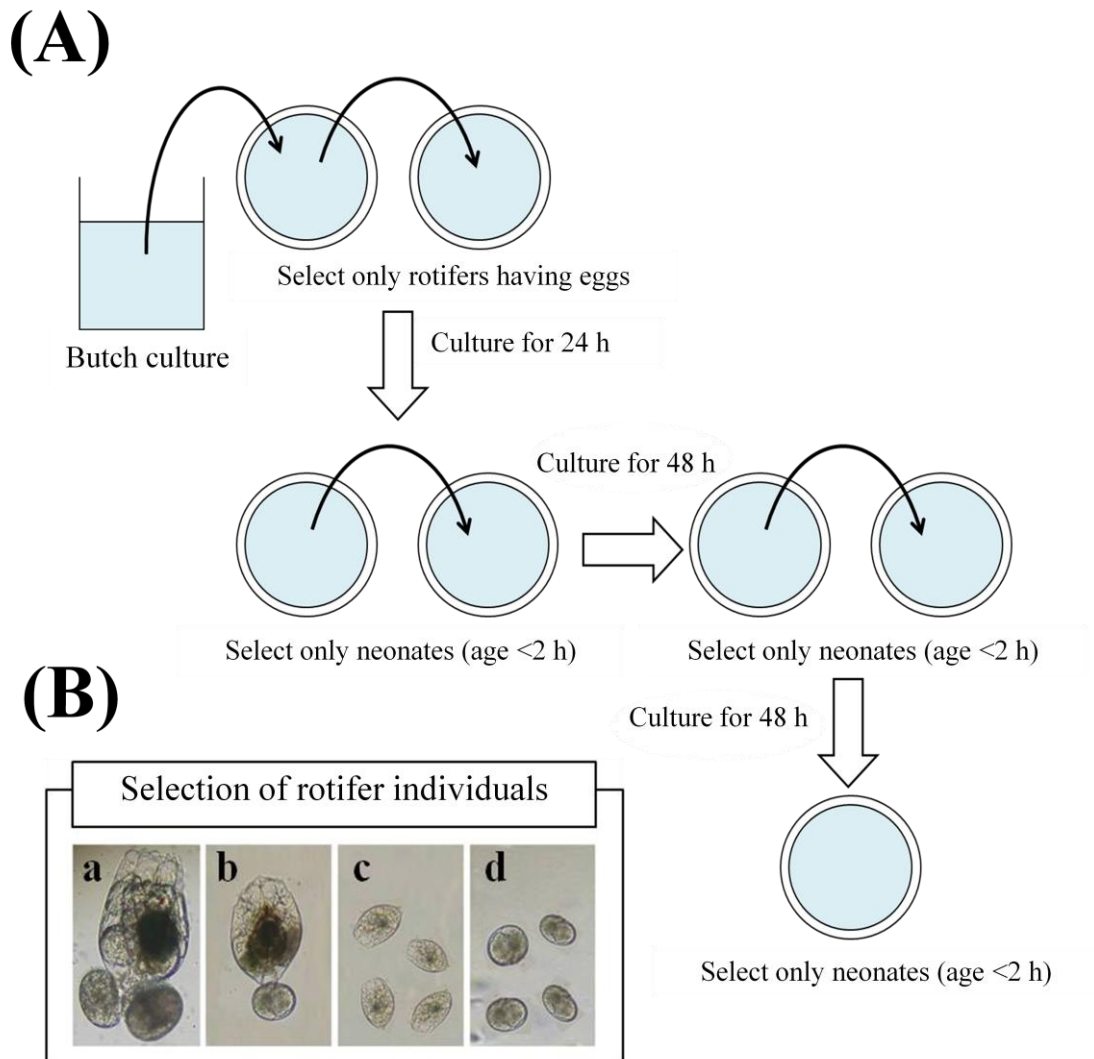 (A)
Select only rotifers having eggs
Butch culture
Culture for 24 h
Culture for 48 h
Select only neonates (age <2 h)
Select only neonates (age <2 h)
(B)
Culture for 48 h
Selection of rotifer individuals
a
b
c
d
Select only neonates (age <2 h)